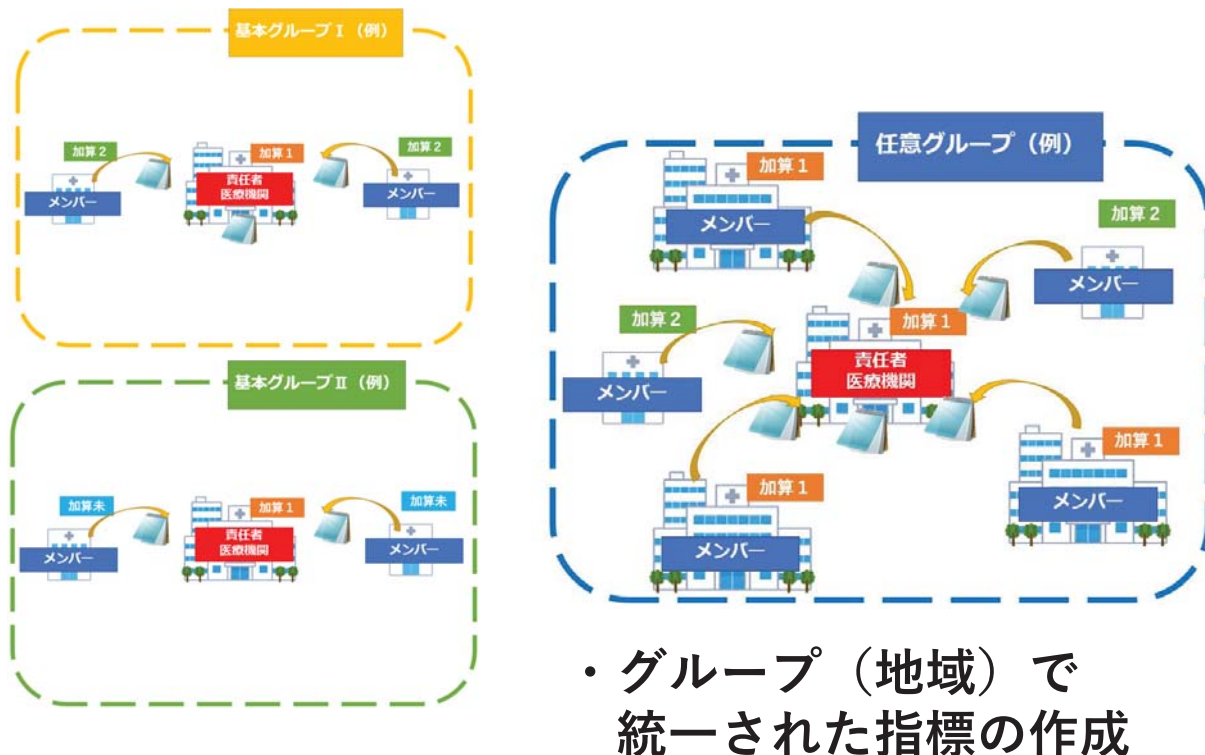 基本グループⅠ（例）
加算２
加算１
加算２
メンバー
責任者
医療機関
メンバー
基本グループⅡ（例）
加算未
加算１
加算未
メンバー
責任者
医療機関
メンバー
任意グループ（例）
加算１
メンバー
加算２
メンバー
加算２
メンバー
加算１
責任者
医療機関
加算１
メンバー
加算１
メンバー
・グループ（地域）で
統一された指標の作成